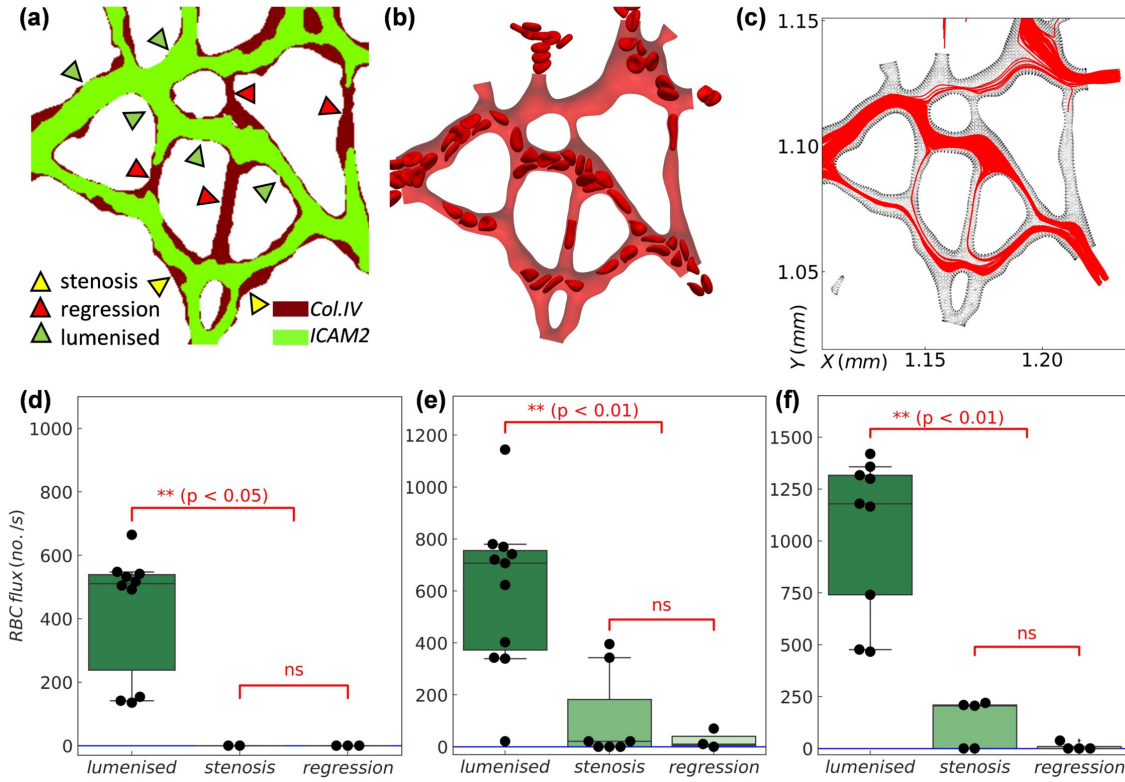 (a)
stenosis
regression
lumenised
Col.IV
ICAM2
(b)
(c)
1.15
1.10
1.05
Y (mm)
X (mm)
1.15
1.20
(d)
1000
800
600
400
200
0
RBC flux (no./s)
** (p < 0.05)
ns
lumenised
stenosis
regression
(e)
1200
1000
800
600
400
200
0
** (p < 0.01)
ns
lumenised
stenosis
regression
(f)
1500
1250
1000
750
500
250
0
** (p < 0.01)
ns
lumenised
stenosis
regression